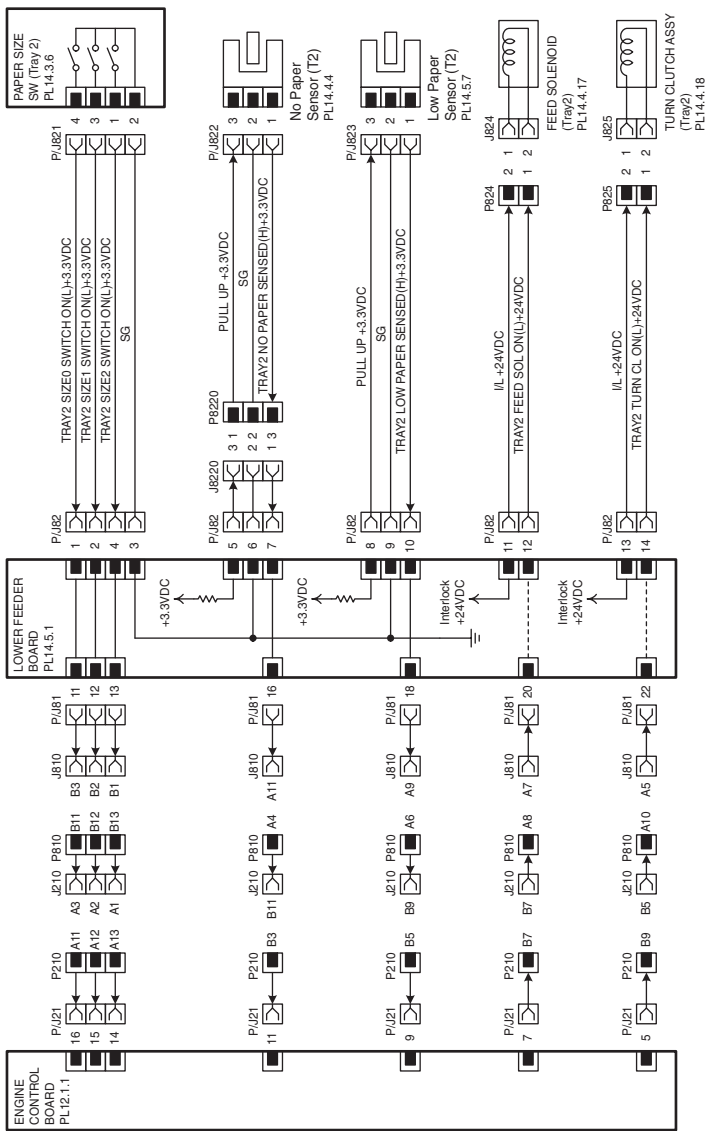 ENGINE
CONTROL
BOARD
PL12.1.1
16
15
14
P/J21
A11
A12
A13
P210
A3
A2
A1
J210
B11
B12
B13
P810
B3
B2
B1
J810
11
12
13
P/J81
LOWER FEEDER
BOARD
PL14.5.1
1
2
4
3
P/J82
TRAY2 SIZE0 SWITCH ON(L)+3.3VDC
TRAY2 SIZE1 SWITCH ON(L)+3.3VDC
TRAY2 SIZE2 SWITCH ON(L)+3.3VDC
SG
P/J821
4
3
1
2
PAPER SIZE
SW (Tray 2)
PL14.3.6
11
P/J21
B3
P210
B11
J210
A4
P810
A11
J810
16
P/J81
+3.3VDC
5
6
7
P/J82
J8220
3 1
2 2
1 3
P8220
PULL UP +3.3VDC
SG
TRAY2 NO PAPER SENSED(H)+3.3VDC
P/J822
3
2
1
No Paper
Sensor (T2)
PL14.4.4
9
P/J21
B5
P210
B9
J210
A6
P810
A9
J810
18
P/J81
+3.3VDC
8
9
10
P/J82
PULL UP +3.3VDC
SG
TRAY2 LOW PAPER SENSED(H)+3.3VDC
P/J823
3
2
1
Low Paper
Sensor (T2)
PL14.5.7
7
P/J21
B7
P210
B7
J210
A8
P810
A7
J810
20
P/J81
Interlock
+24VDC
11
12
P/J82
I/L +24VDC
TRAY2 FEED SOL ON(L)+24VDC
P824
2 1
1 2
J824
FEED SOLENOID
(Tray2)
PL14.4.17
5
P/J21
B9
P210
B5
J210
A10
P810
A5
J810
22
P/J81
Interlock
+24VDC
13
14
P/J82
I/L +24VDC
TRAY2 TURN CL ON(L)+24VDC
P825
2 1
1 2
J825
TURN CLUTCH ASSY
(Tray2)
PL14.4.18